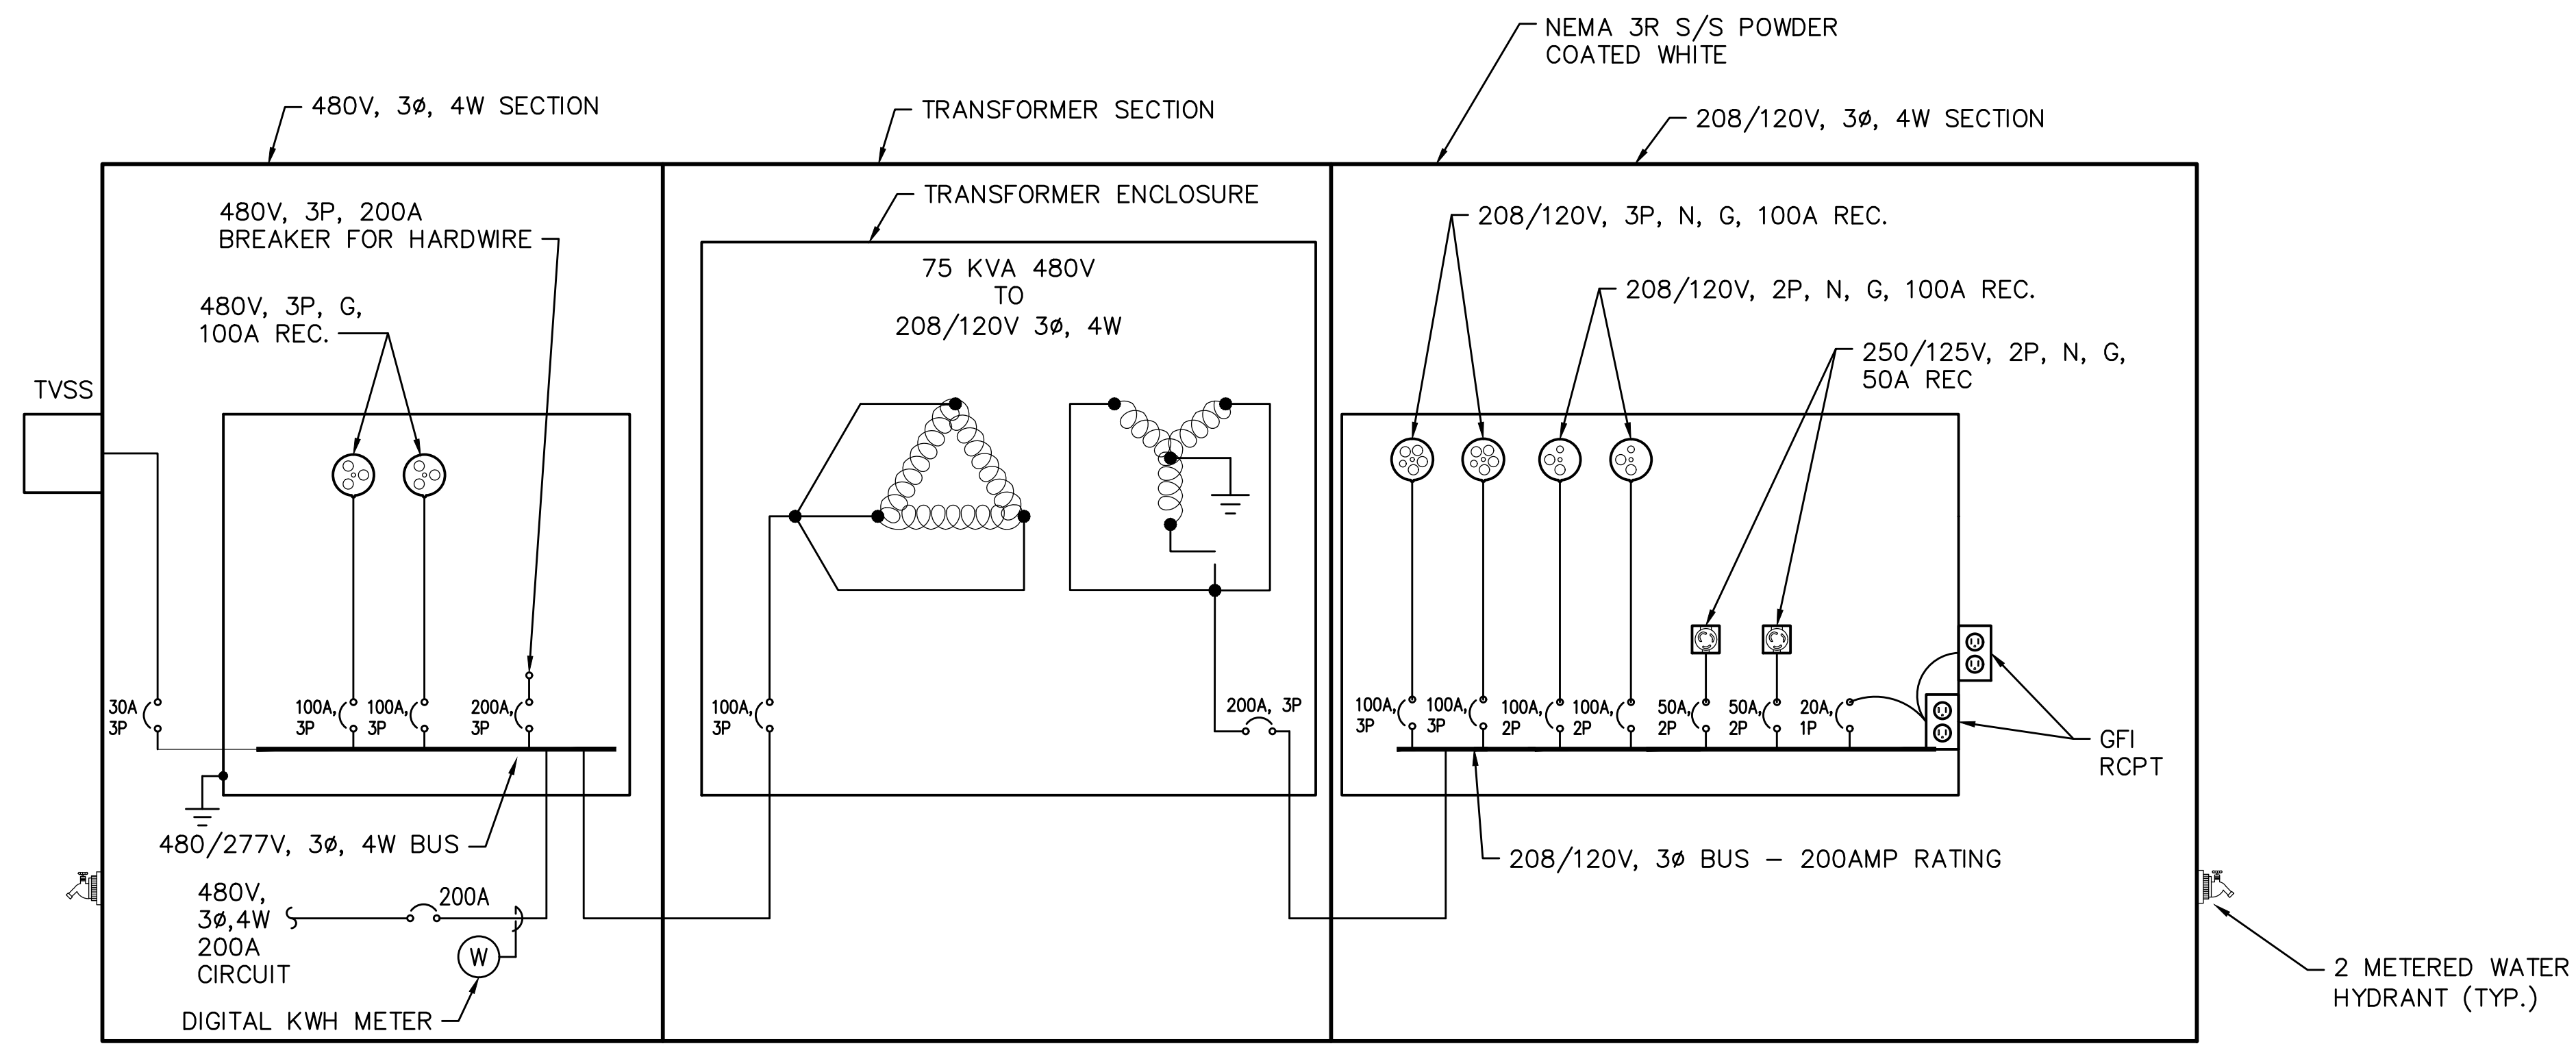 NEMA 3R S/S POWDER
COATED WHITE
480V, 3ø, 4W SECTION
TRANSFORMER SECTION
208/120V, 3ø, 4W SECTION
480V, 3P, 200A
BREAKER FOR HARDWIRE
480V, 3P, G,
100A REC.
TVSS
30A
3P
100A,
3P
100A,
3P
200A,
3P
480/277V, 3ø, 4W BUS
480V,
3ø,4W
200A
CIRCUIT
200A
W
DIGITAL KWH METER
TRANSFORMER ENCLOSURE
75 KVA 480V
TO
208/120V 3ø, 4W
100A,
3P
200A, 3P
208/120V, 3P, N, G, 100A REC.
208/120V, 2P, N, G, 100A REC.
250/125V, 2P, N, G,
50A REC
100A,
3P
100A,
3P
100A,
2P
100A,
2P
50A,
2P
50A,
2P
20A,
1P
GFI
RCPT
208/120V, 3ø BUS – 200AMP RATING
2 METERED WATER
HYDRANT (TYP.)